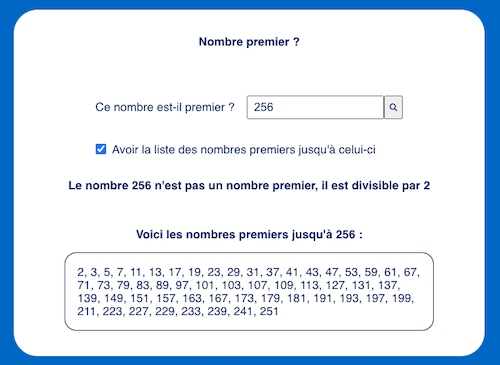 Nombre premier ?
Ce nombre est-il premier ? 256
Avoir la liste des nombres premiers jusqu'à celui-ci
Le nombre 256 n'est pas un nombre premier, il est divisible par 2
Voici les nombres premiers jusqu'à 256 :
2, 3, 5, 7, 11, 13, 17, 19, 23, 29, 31, 37, 41, 43, 47, 53, 59, 61, 67,
71, 73, 79, 83, 89, 97, 101, 103, 107, 109, 113, 127, 131, 137,
139, 149, 151, 157, 163, 167, 173, 179, 181, 191, 193, 197, 199,
211, 223, 227, 229, 233, 239, 241, 251